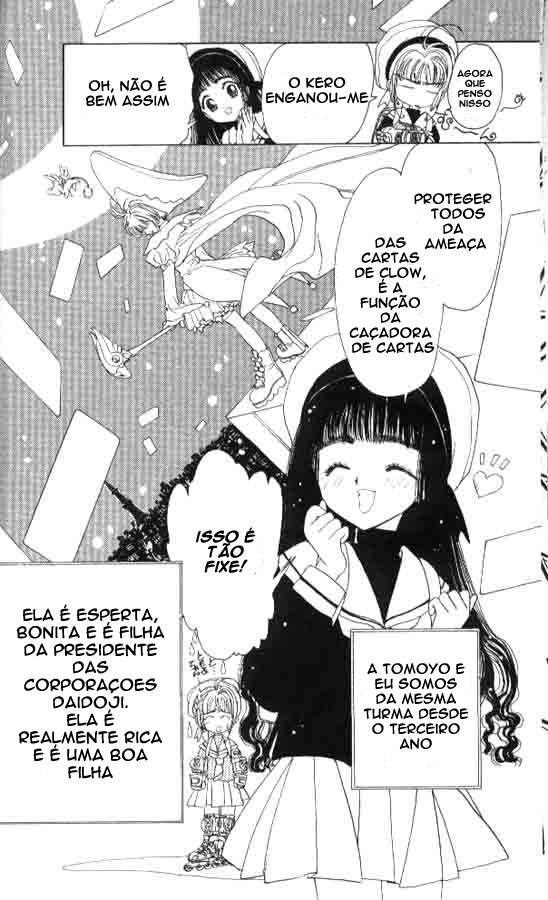 AGORA
QUE
PENSO
NISSO
O KERO
ENGANOU-ME
OH, NÃO É
BEM ASSIM
PROTEGER
TODOS
DA
AMEAÇA
DAS
CARTAS
DE CLOW,
É A
FUNÇÃO
DA
CAÇADORA
DE CARTAS
ISSO É
TÃO
FIXE!
A TOMOYO E
EU SOMOS
DA MESMA
TURMA DESDE
O TERCEIRO
ANO
ELA É ESPERTA,
BONITA E É FILHA
DA PRESIDENTE
DAS
CORPORAÇOES
DAIDOJI.
ELA É
REALMENTE RICA
E É UMA BOA
FILHA